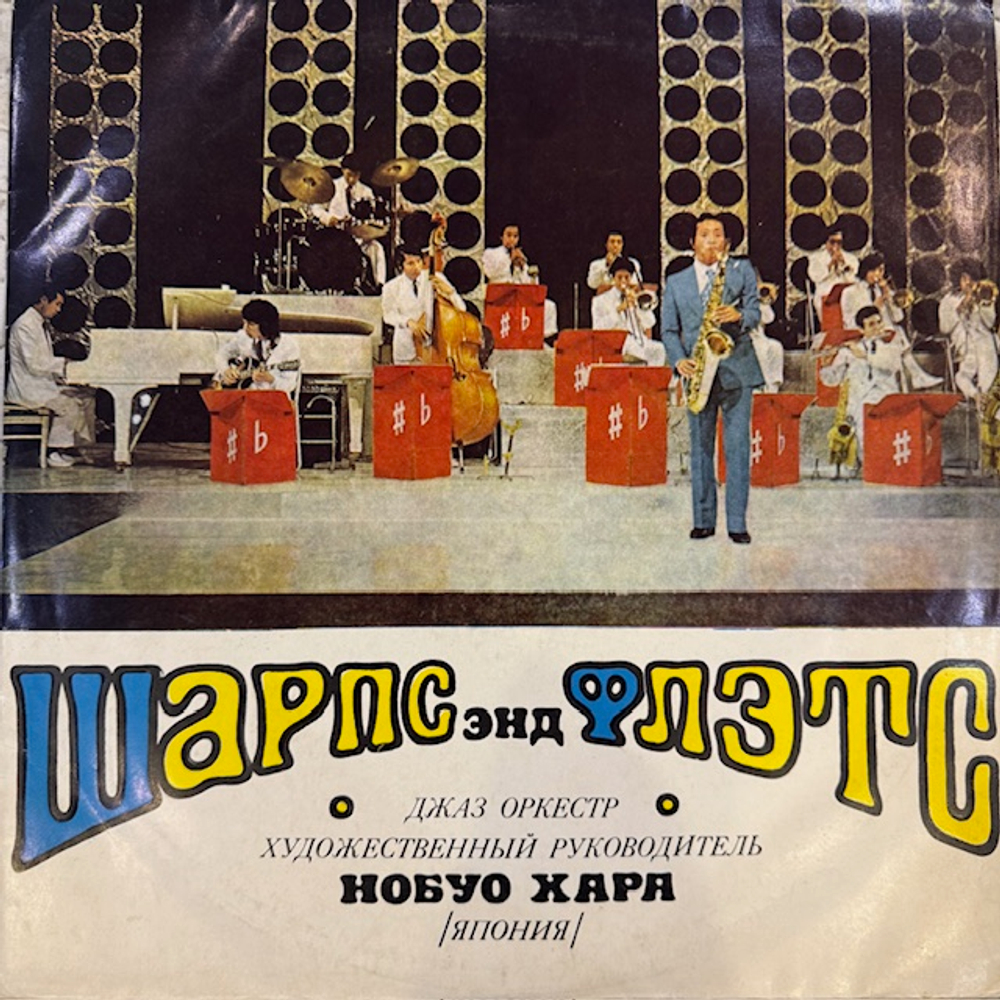 # b
# b
# b
# b
# b
# b
ШАРПС энд ФЛЭТС
ДЖАЗ ОРКЕСТР
ХУДОЖЕСТВЕННЫЙ РУКОВОДИТЕЛЬ
НОБУО ХАРА
/ЯПОНИЯ/